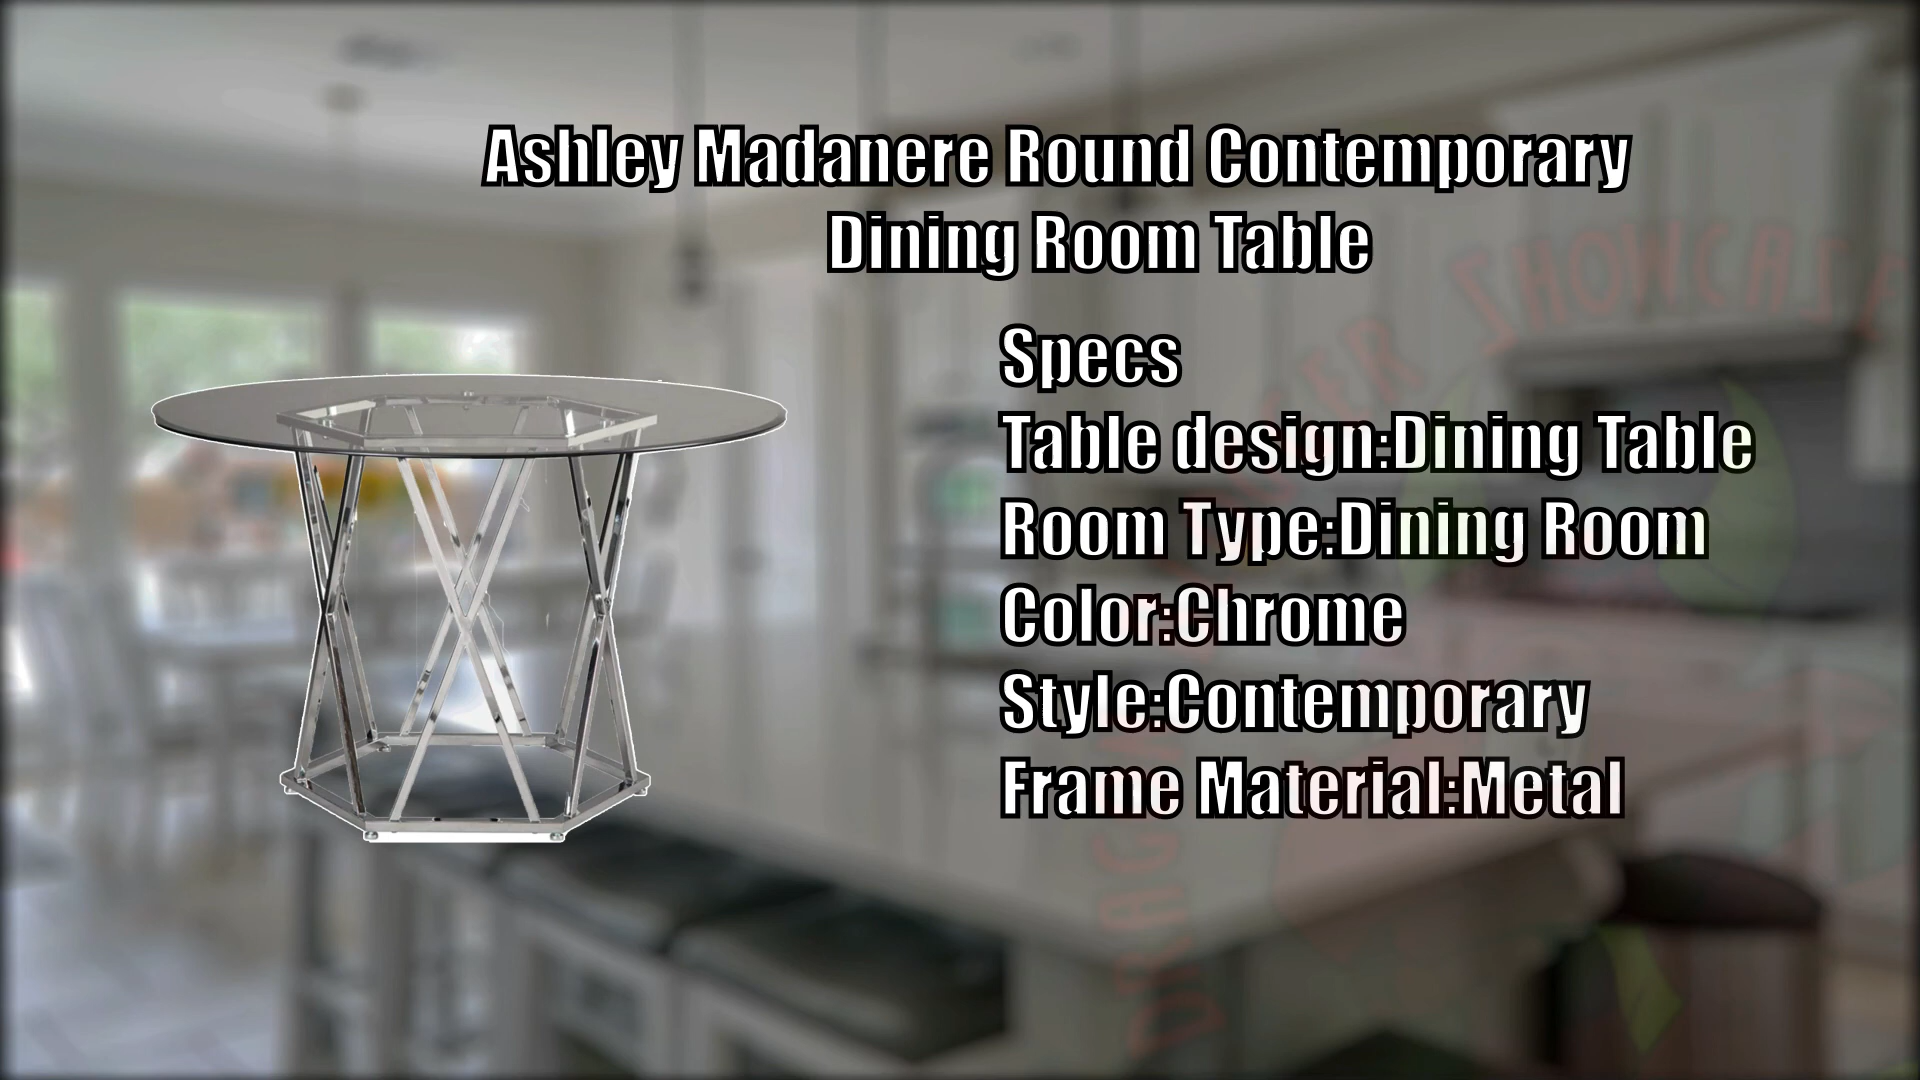 Ashley Madanere Round Contemporary
Dining Room Table
Specs
Table design:Dining Table
Room Type:Dining Room
Color:Chrome
Style:Contemporary
Frame Material:Metal
SHOWCASE